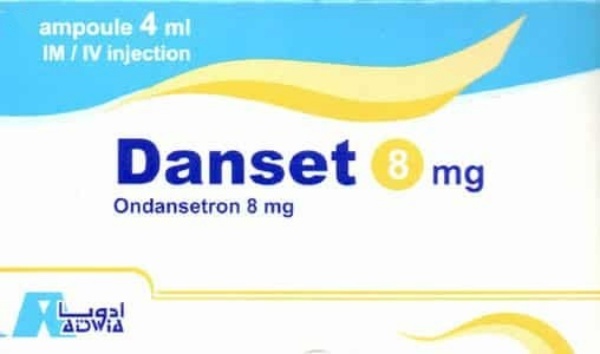 ampoule 4 ml
IM / IV injection
Danset 8 mg
Ondansetron 8 mg
ادويا
ADWiA